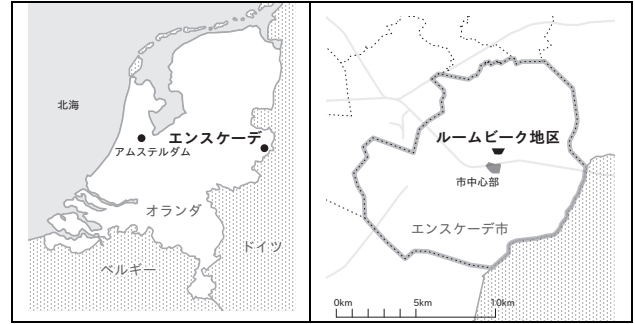 北海
エンスケーデ
アムステルダム
オランダ
ドイツ
ベルギー
ルームビーク地区
市中心部
エンスケーデ市
0km 5km 10km